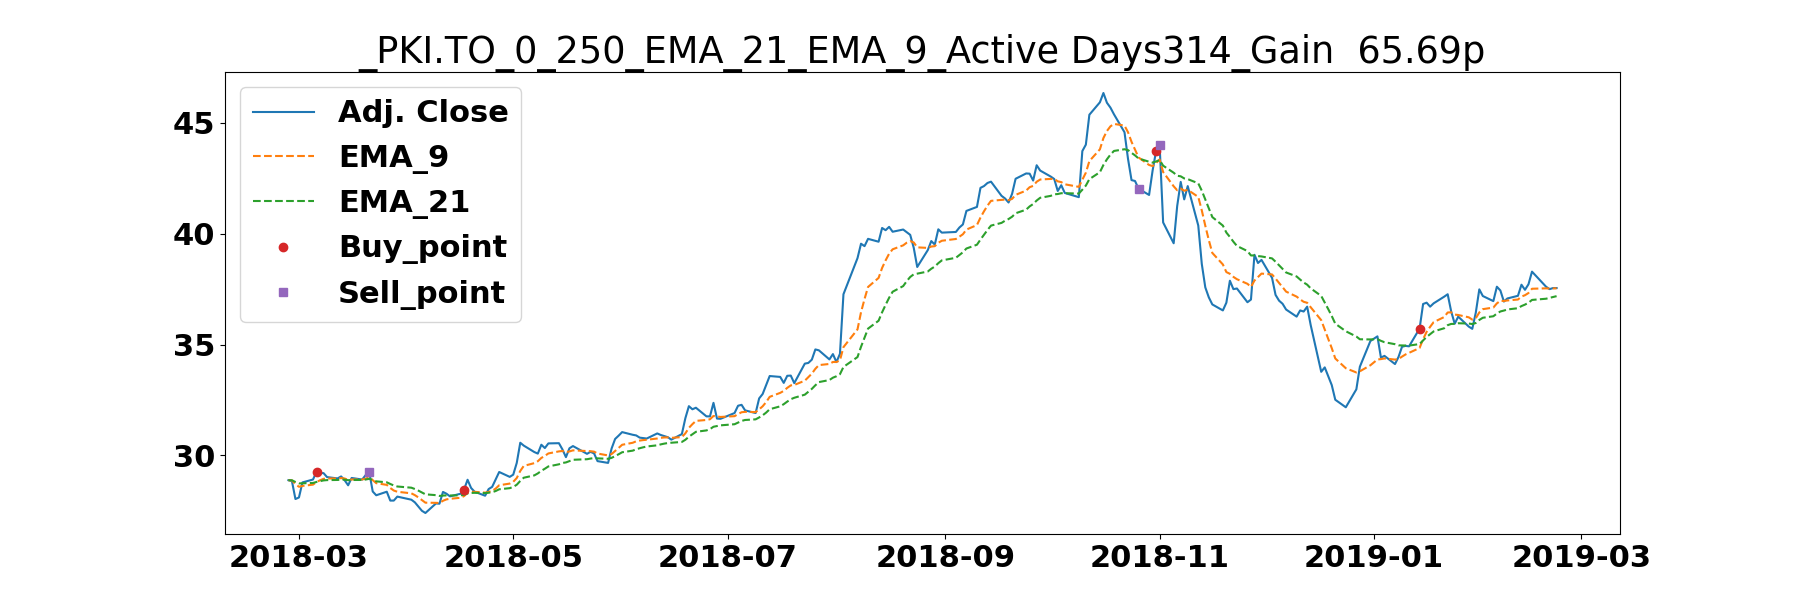 _PKI.TO_0_250_EMA_21_EMA_9_Active Days314_Gain  65.69p
Adj. Close
EMA_9
EMA_21
Buy_point
Sell_point
45
40
35
30
2018-03 2018-05 2018-07 2018-09 2018-11 2019-01 2019-03